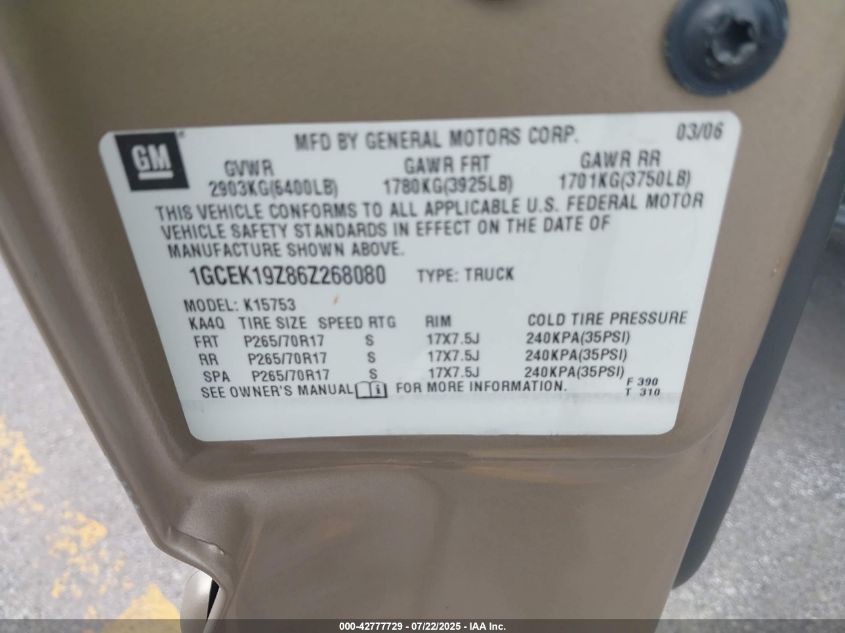 GM
MFD BY GENERAL MOTORS CORP. 03/06
GVWR GAWR FRT GAWR RR
2903KG(6400LB) 1780KG(3925LB) 1701KG(3750LB)
THIS VEHICLE CONFORMS TO ALL APPLICABLE U.S. FEDERAL MOTOR
VEHICLE SAFETY STANDARDS IN EFFECT ON THE DATE OF
MANUFACTURE SHOWN ABOVE.
1GCEK19Z86Z268080 TYPE: TRUCK
MODEL: K15753
KA4Q TIRE SIZE SPEED RTG RIM COLD TIRE PRESSURE
FRT P265/70R17 S 17X7.5J 240KPA(35PSI)
RR P265/70R17 S 17X7.5J 240KPA(35PSI)
SPA P265/70R17 S 17X7.5J 240KPA(35PSI)
SEE OWNER'S MANUAL i FOR MORE INFORMATION. F 390
T 310
000-42777729 - 07/22/2025 - IAA Inc.